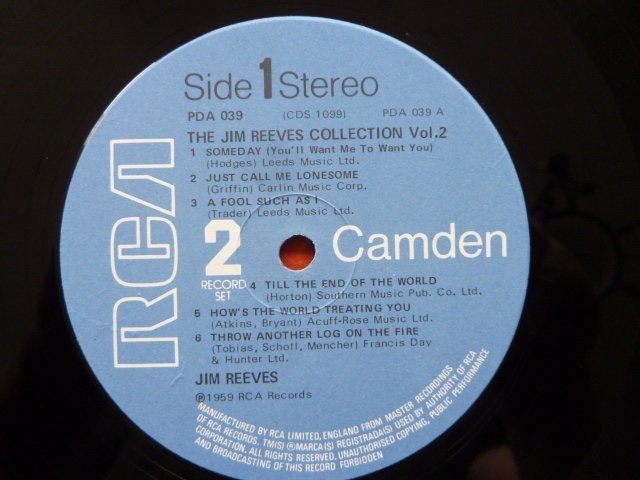 Side 1 Stereo
PDA 039 (CDS 1099) PDA 039 A
THE JIM REEVES COLLECTION Vol.2
1 SOMEDAY (You'll Want Me To Want You)
(Hodges) Leeds Music Ltd.
2 JUST CALL ME LONESOME
(Griffin) Carlin Music Corp.
3 A FOOL SUCH AS I
(Trader) Leeds Music Ltd.
RCA
2
RECORD
SET
Camden
4 TILL THE END OF THE WORLD
(Horton) Southern Music Pub. Co. Ltd.
5 HOW'S THE WORLD TREATING YOU
(Atkins, Bryant) Acuff-Rose Music Ltd.
6 THROW ANOTHER LOG ON THE FIRE
(Tobias, Scholl, Mencher) Francis Day
& Hunter Ltd.
JIM REEVES
℗1959 RCA Records
MANUFACTURED BY RCA LIMITED, ENGLAND FROM MASTER RECORDINGS
OF RCA RECORDS. TM(S) ® MARCA(S) REGISTRADA(S) USED BY AUTHORITY OF RCA
CORPORATION. ALL RIGHTS RESERVED. UNAUTHORISED COPYING, PUBLIC PERFORMANCE
AND BROADCASTING OF THIS RECORD FORBIDDEN